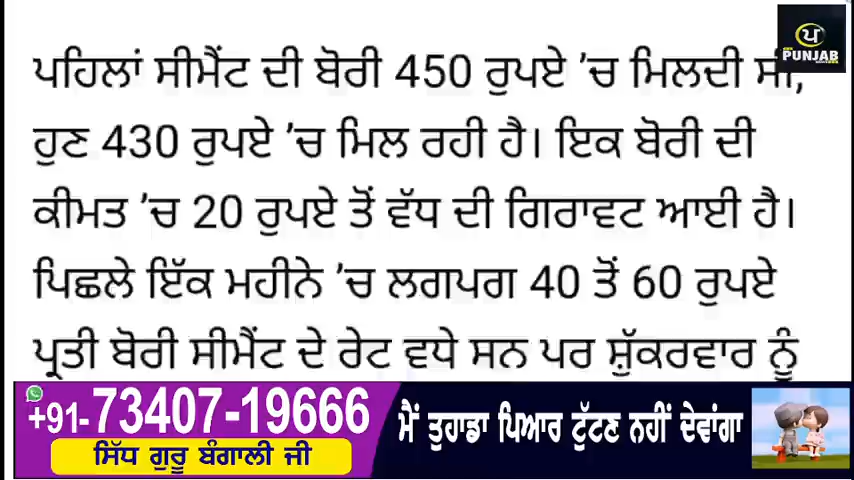 ਪ
PUNJAB
ਪਹਿਲਾਂ ਸੀਮੈਂਟ ਦੀ ਬੋਰੀ 450 ਰੁਪਏ ’ਚ ਮਿਲਦੀ ਸੀ,
ਹੁਣ 430 ਰੁਪਏ ’ਚ ਮਿਲ ਰਹੀ ਹੈ। ਇਕ ਬੋਰੀ ਦੀ
ਕੀਮਤ ’ਚ 20 ਰੁਪਏ ਤੋਂ ਵੱਧ ਦੀ ਗਿਰਾਵਟ ਆਈ ਹੈ।
ਪਿਛਲੇ ਇੱਕ ਮਹੀਨੇ ’ਚ ਲਗਪਗ 40 ਤੋਂ 60 ਰੁਪਏ
ਪ੍ਰਤੀ ਬੋਰੀ ਸੀਮੈਂਟ ਦੇ ਰੇਟ ਵਧੇ ਸਨ ਪਰ ਸ਼ੁੱਕਰਵਾਰ ਨੂੰ
+91-73407-19666
ਸਿੱਧ ਗੁਰੂ ਬੰਗਾਲੀ ਜੀ
ਮੈਂ ਤੁਹਾਡਾ ਪਿਆਰ ਟੁੱਟਣ ਨਹੀਂ ਦੇਵਾਂਗਾ